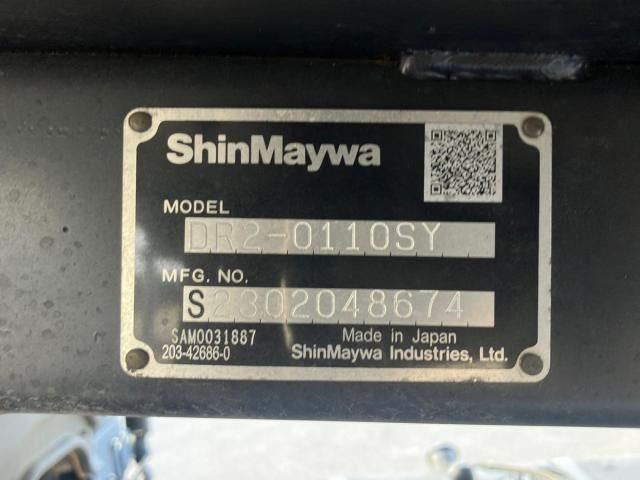 ShinMaywa
MODEL
DR2-0110SY
MFG. NO.
S2302048674
SAM0031887
203-42686-0
Made in Japan
ShinMaywa Industries, Ltd.